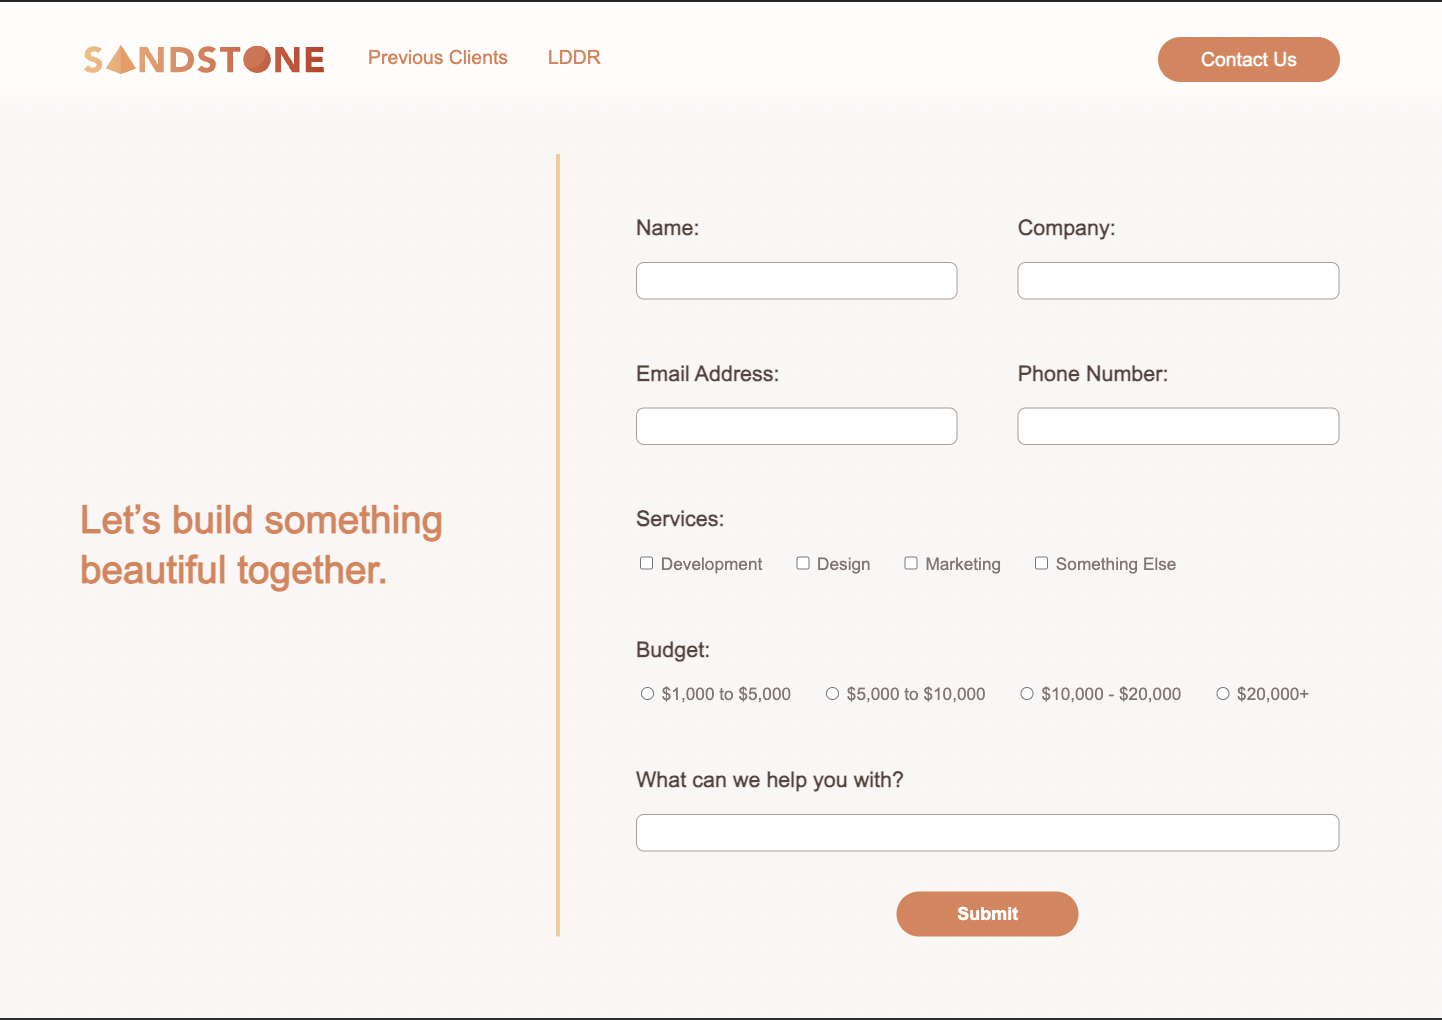 SANDSTONE
Previous Clients
LDDR
Contact Us
Let’s build something
beautiful together.
Name:
Company:
Email Address:
Phone Number:
Services:
Development
Design
Marketing
Something Else
Budget:
$1,000 to $5,000
$5,000 to $10,000
$10,000 - $20,000
$20,000+
What can we help you with?
Submit